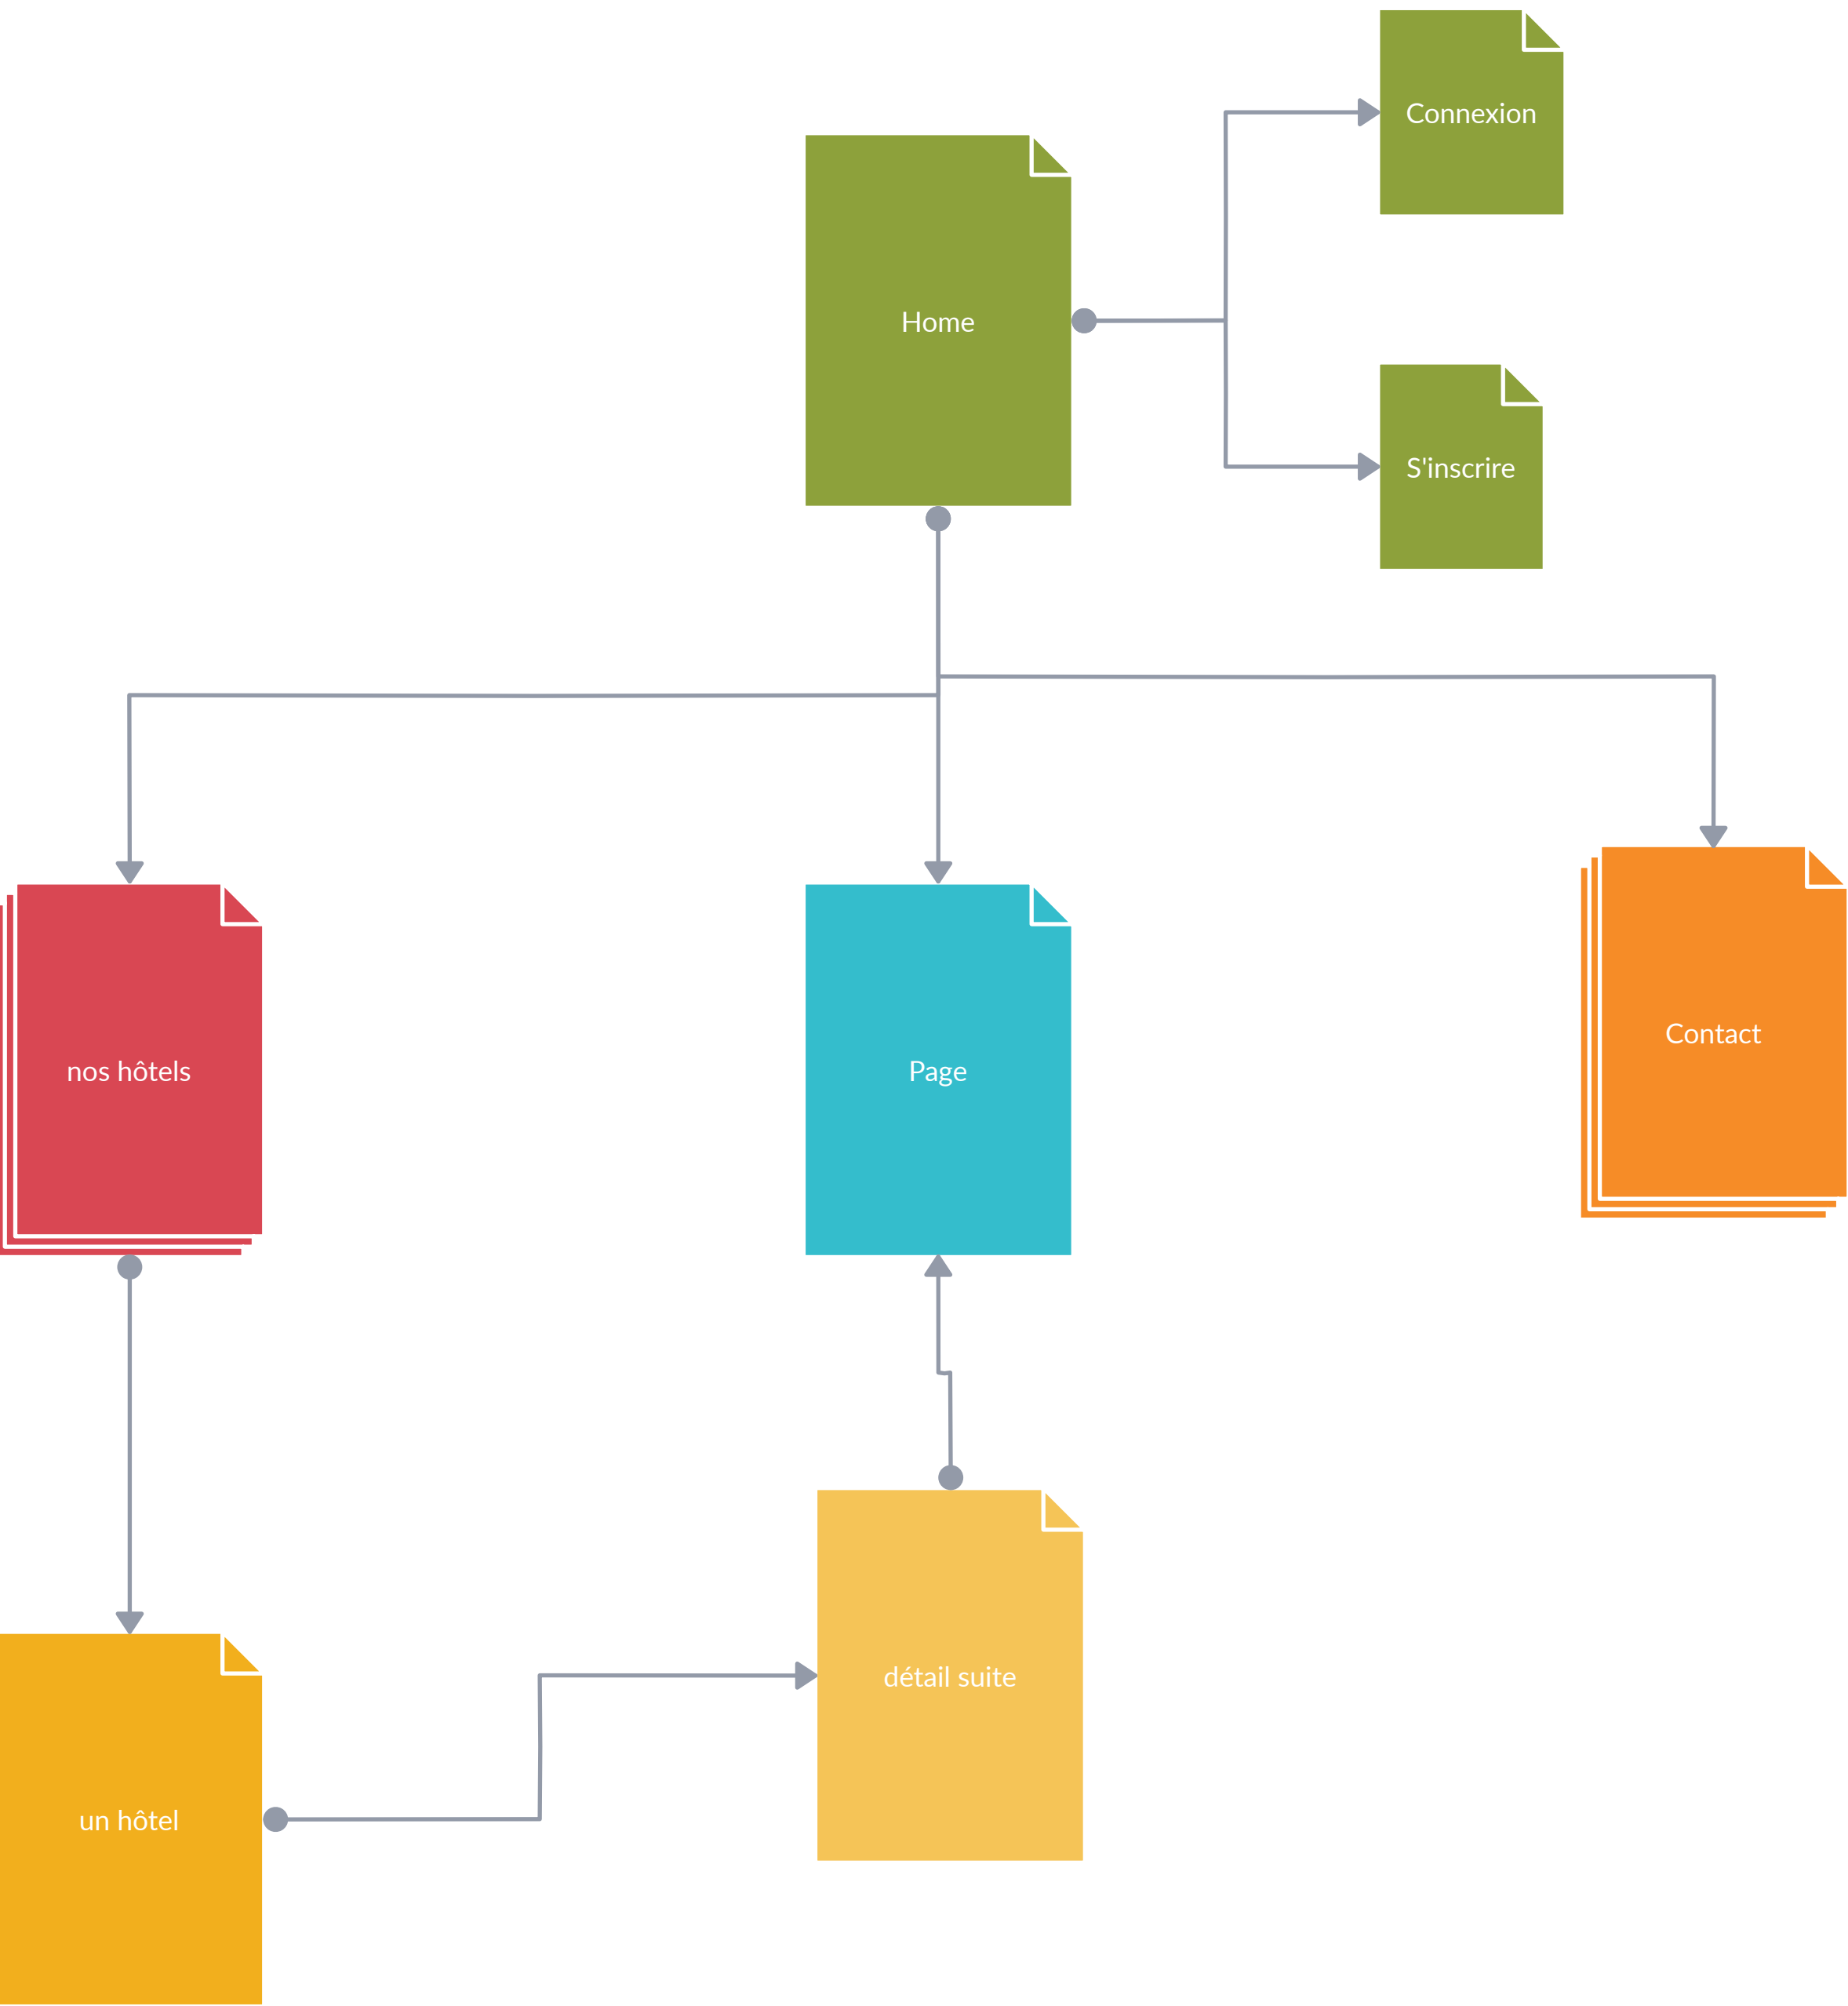 Connexion
Home
S'inscrire
nos hôtels
Page
Contact
détail suite
un hôtel